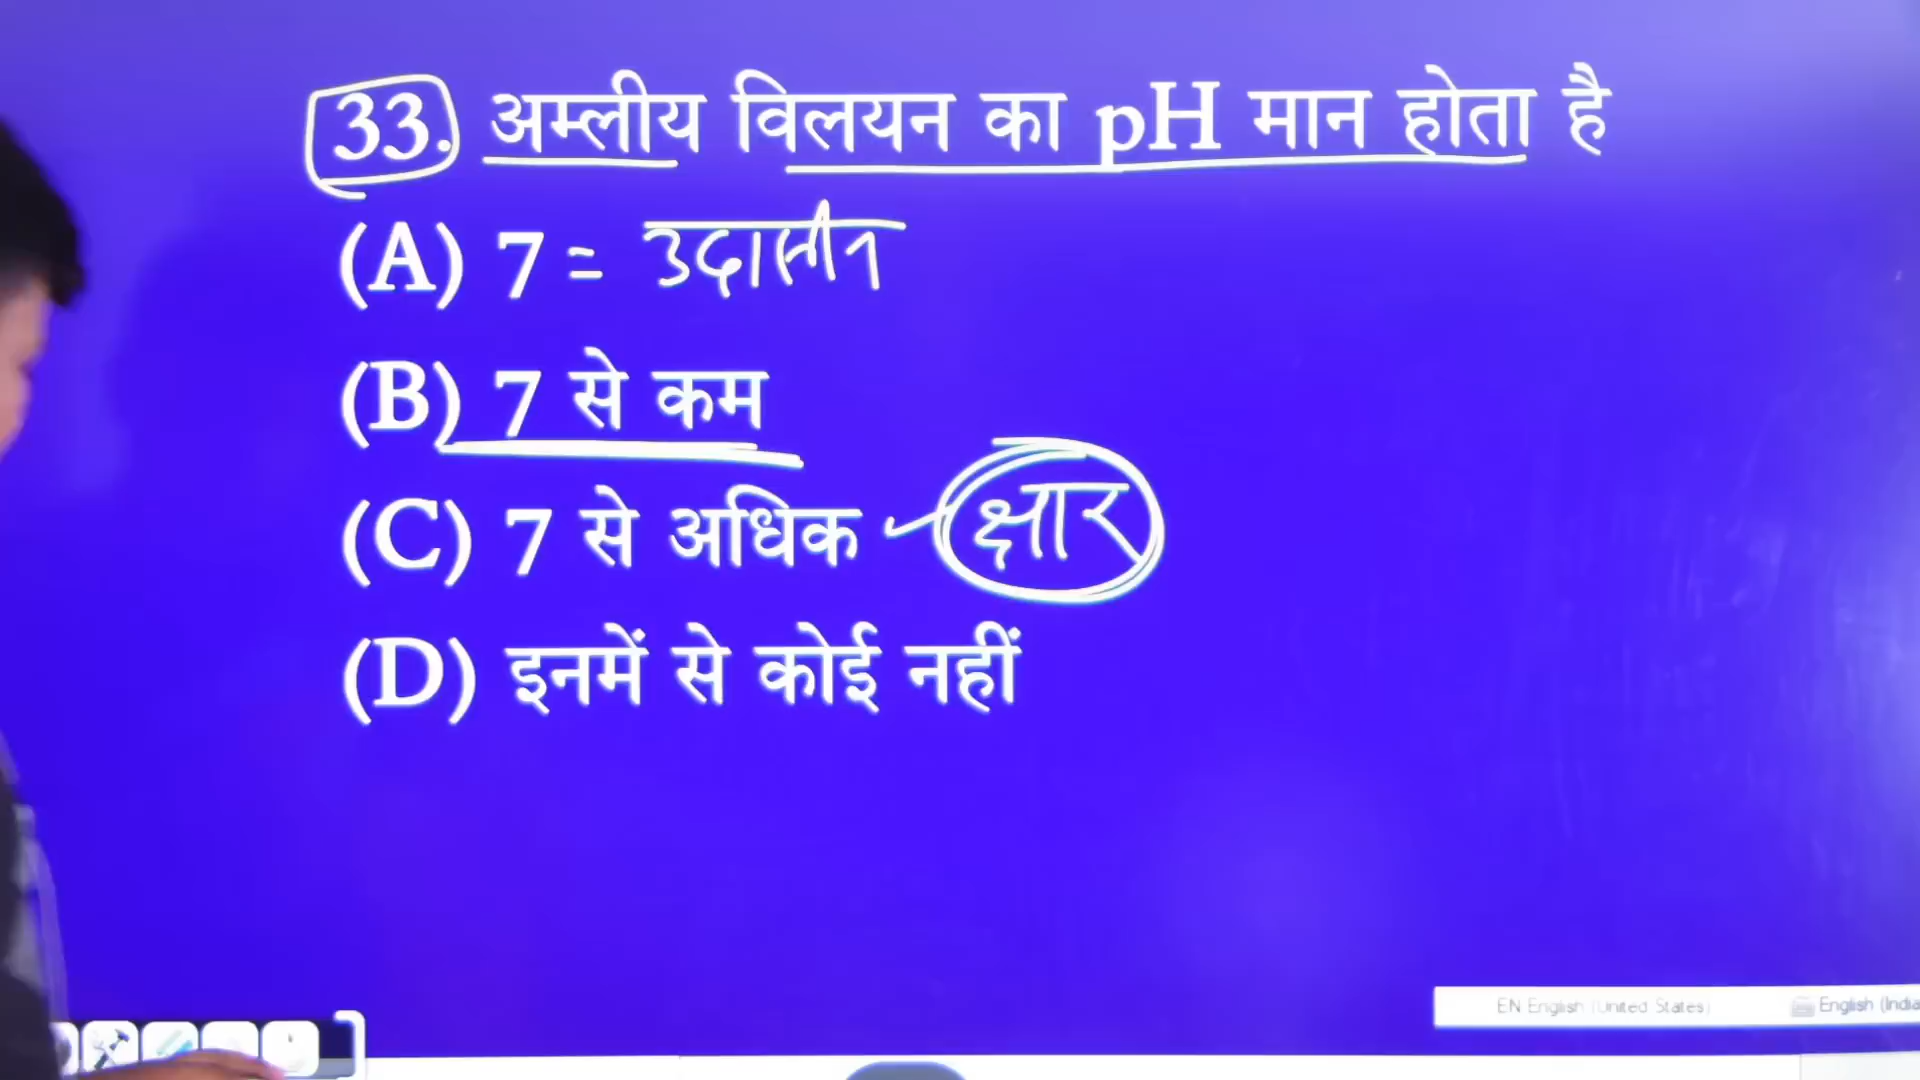 33. अम्लीय विलयन का pH मान होता है
(A) 7 = उदासीन
(B) 7 से कम
(C) 7 से अधिक क्षार
(D) इनमें से कोई नहीं
EN English (United States) English (India